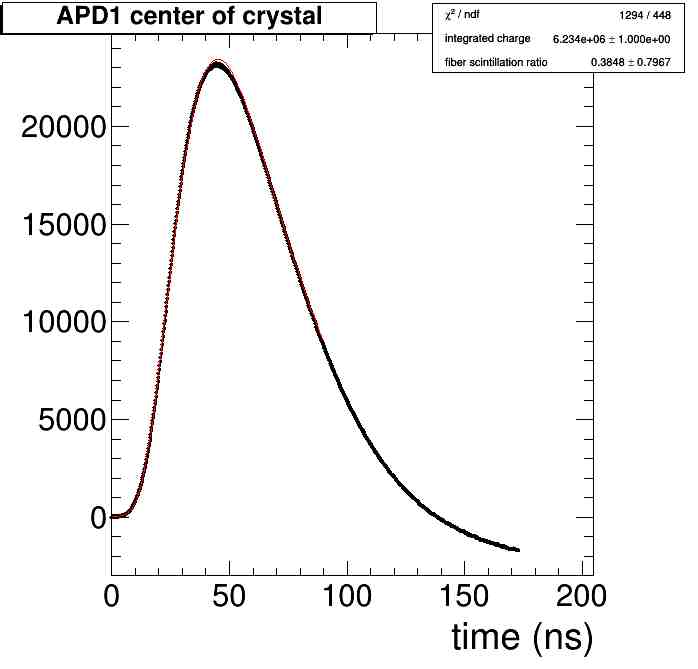 APD1 center of crystal
χ² / ndf 1294 / 448
integrated charge 6.234e+06 ± 1.000e+00
fiber scintillation ratio 0.3848 ± 0.7967
20000
15000
10000
5000
0
0 50 100 150 200
time (ns)